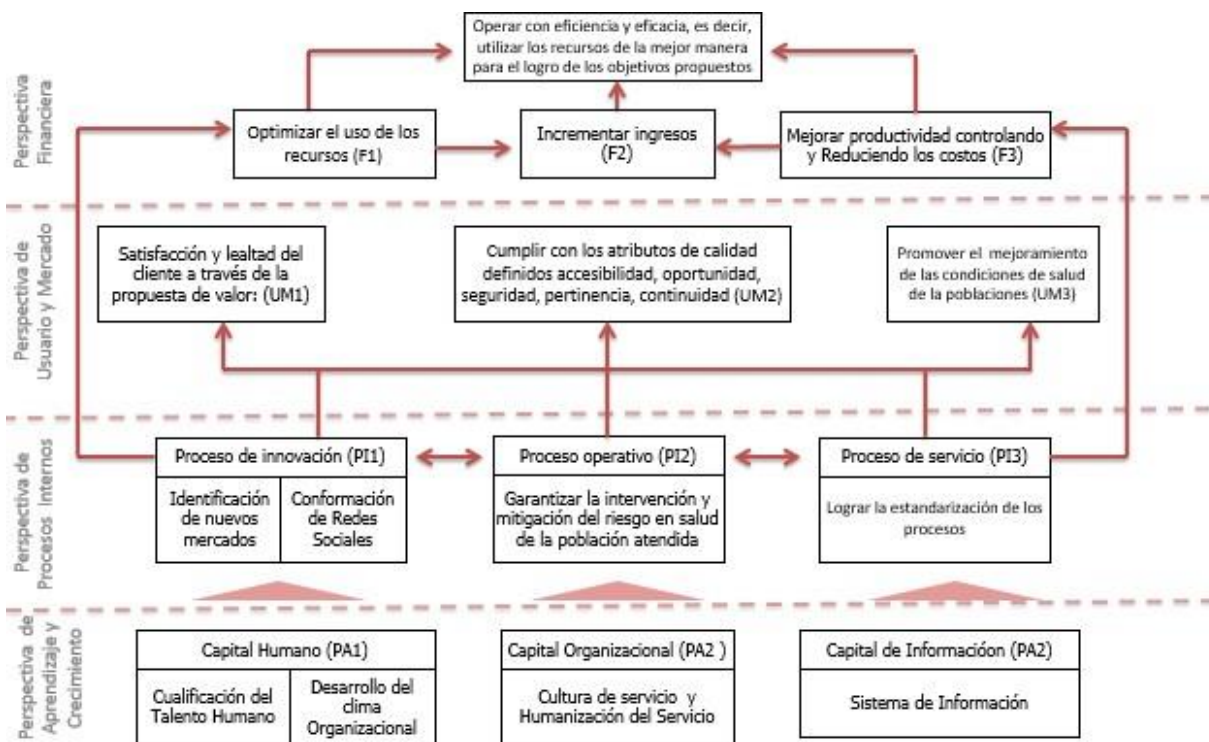 Perspectiva
Financiera
Operar con eficiencia y eficacia, es decir,
utilizar los recursos de la mejor manera
para el logro de los objetivos propuestos
Optimizar el uso de los
recursos (F1)
Incrementar ingresos
(F2)
Mejorar productividad controlando
y Reduciendo los costos (F3)
Perspectiva de
Usuario y Mercado
Satisfacción y lealtad del
cliente a través de la
propuesta de valor: (UM1)
Cumplir con los atributos de calidad
definidos accesibilidad, oportunidad,
seguridad, pertinencia, continuidad (UM2)
Promover el mejoramiento
de las condiciones de salud
de la poblaciones (UM3)
Perspectiva de
Procesos Internos
Proceso de innovación (PI1)
Identificación
de nuevos
mercados
Conformación
de Redes
Sociales
Proceso operativo (PI2)
Garantizar la intervención y
mitigación del riesgo en salud
de la población atendida
Proceso de servicio (PI3)
Lograr la estandarización de los
procesos
Perspectiva de
Aprendizaje y
Crecimiento
Capital Humano (PA1)
Cualificación del
Talento Humano
Desarrollo del
clima
Organizacional
Capital Organizacional (PA2 )
Cultura de servicio y
Humanización del Servicio
Capital de Informacióon (PA2)
Sistema de Información